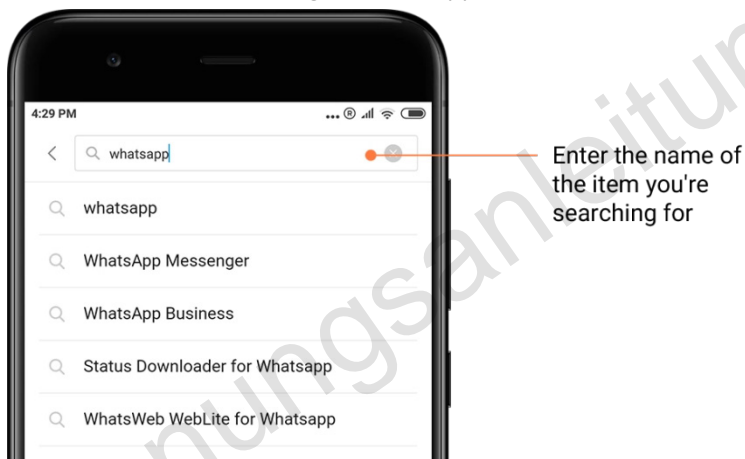 4:29 PM ... ®
whatsapp
Enter the name of
the item you're
searching for
whatsapp
WhatsApp Messenger
WhatsApp Business
Status Downloader for Whatsapp
WhatsWeb WebLite for Whatsapp
nungsanleitun